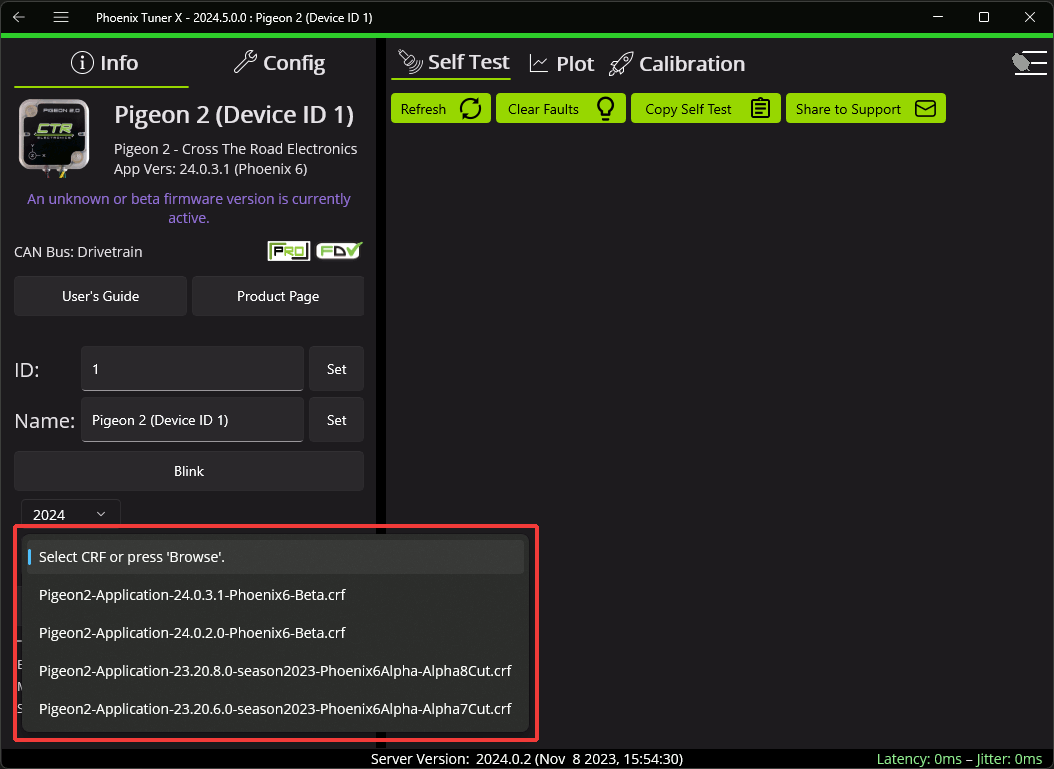 Phoenix Tuner X - 2024.5.0.0 : Pigeon 2 (Device ID 1)
Info
Config
Self Test
Plot
Calibration
Refresh
Clear Faults
Copy Self Test
Share to Support
PIGEON 2.0
CTR
ELECTRONICS
Pigeon 2 (Device ID 1)
Pigeon 2 - Cross The Road Electronics
App Vers: 24.0.3.1 (Phoenix 6)
An unknown or beta firmware version is currently
active.
CAN Bus: Drivetrain
PRO
FD
User's Guide
Product Page
ID:
1
Set
Name:
Pigeon 2 (Device ID 1)
Set
Blink
2024
Select CRF or press 'Browse'.
Pigeon2-Application-24.0.3.1-Phoenix6-Beta.crf
Pigeon2-Application-24.0.2.0-Phoenix6-Beta.crf
Pigeon2-Application-23.20.8.0-season2023-Phoenix6Alpha-Alpha8Cut.crf
Pigeon2-Application-23.20.6.0-season2023-Phoenix6Alpha-Alpha7Cut.crf
Server Version: 2024.0.2 (Nov 8 2023, 15:54:30)
Latency: 0ms – Jitter: 0ms